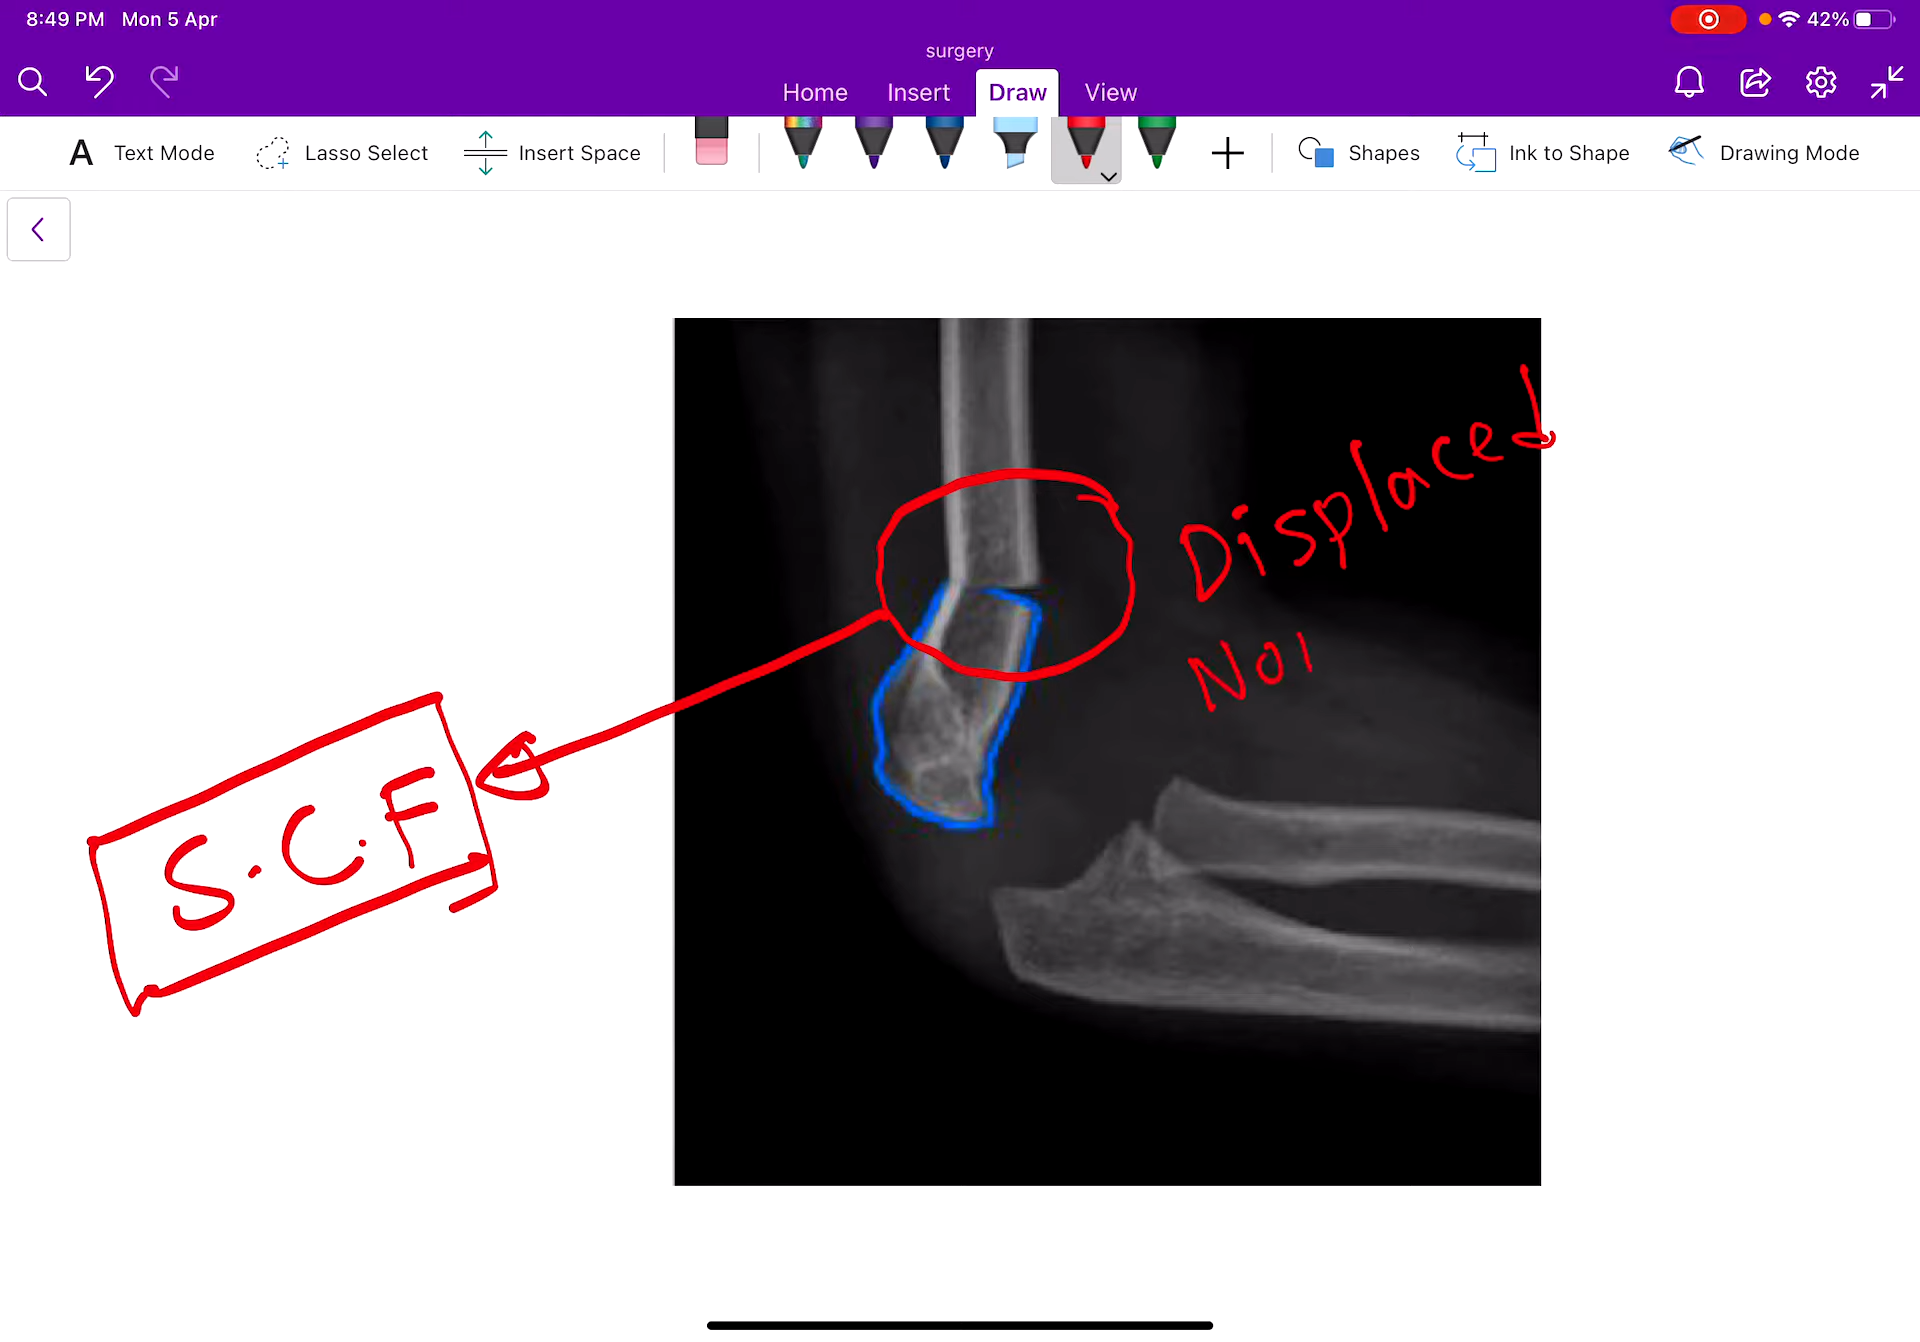 8:49 PM Mon 5 Apr
42%
surgery
Home Insert Draw View
A Text Mode Lasso Select Insert Space Shapes Ink to Shape Drawing Mode
Displaced
S.C.F